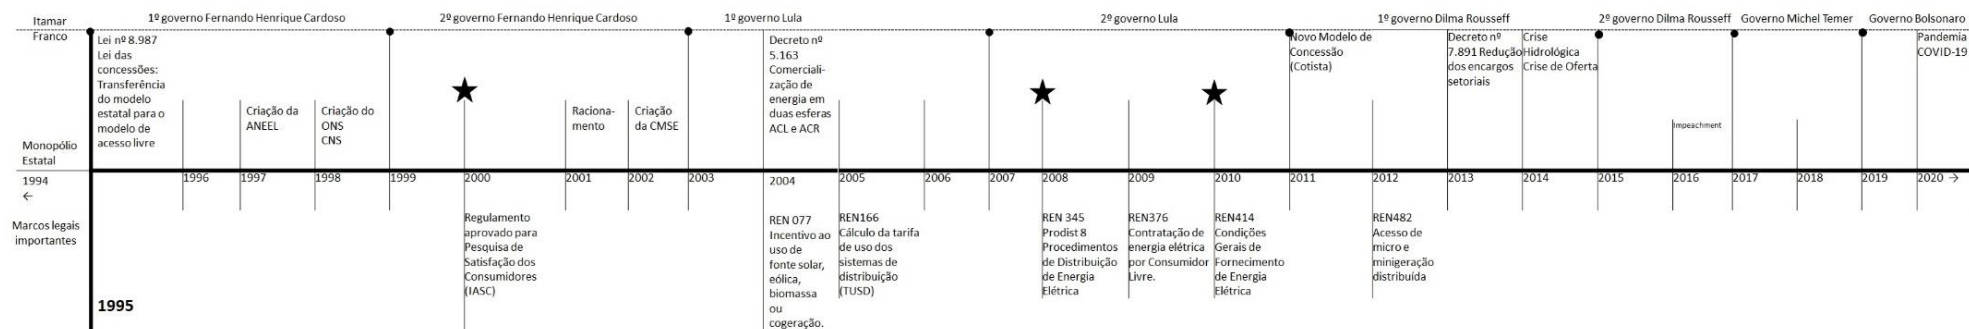 Itamar
Franco
1º governo Fernando Henrique Cardoso
2º governo Fernando Henrique Cardoso
1º governo Lula
2º governo Lula
1º governo Dilma Rousseff
2º governo Dilma Rousseff
Governo Michel Temer
Governo Bolsonaro
Lei nº 8.987
Lei das
concessões:
Transferência
do modelo
estatal para o
modelo de
acesso livre
Criação da
ANEEL
Criação do
ONS
CNS
Raciona-
mento
Criação
da CMSE
Decreto nº
5.163
Comerciali-
zação de
energia em
duas esferas
ACL e ACR
Novo Modelo de
Concessão
(Cotista)
Decreto nº
7.891 Redução
dos encargos
setoriais
Crise
Hidrológica
Crise de Oferta
Impeachment
Pandemia
COVID-19
Monopólio
Estatal
1994
←
1996
1997
1998
1999
2000
2001
2002
2003
2004
2005
2006
2007
2008
2009
2010
2011
2012
2013
2014
2015
2016
2017
2018
2019
2020 →
Marcos legais
importantes
1995
Regulamento
aprovado para
Pesquisa de
Satisfação dos
Consumidores
(IASC)
REN 077
Incentivo ao
uso de
fonte solar,
eólica,
biomassa
ou
cogeração.
REN166
Cálculo da tarifa
de uso dos
sistemas de
distribuição
(TUSD)
REN 345
Prodist 8
Procedimentos
de Distribuição
de Energia
Elétrica
REN376
Contratação de
energia elétrica
por Consumidor
Livre.
REN414
Condições
Gerais de
Fornecimento
de Energia
Elétrica
REN482
Acesso de
micro e
minigeração
distribuída